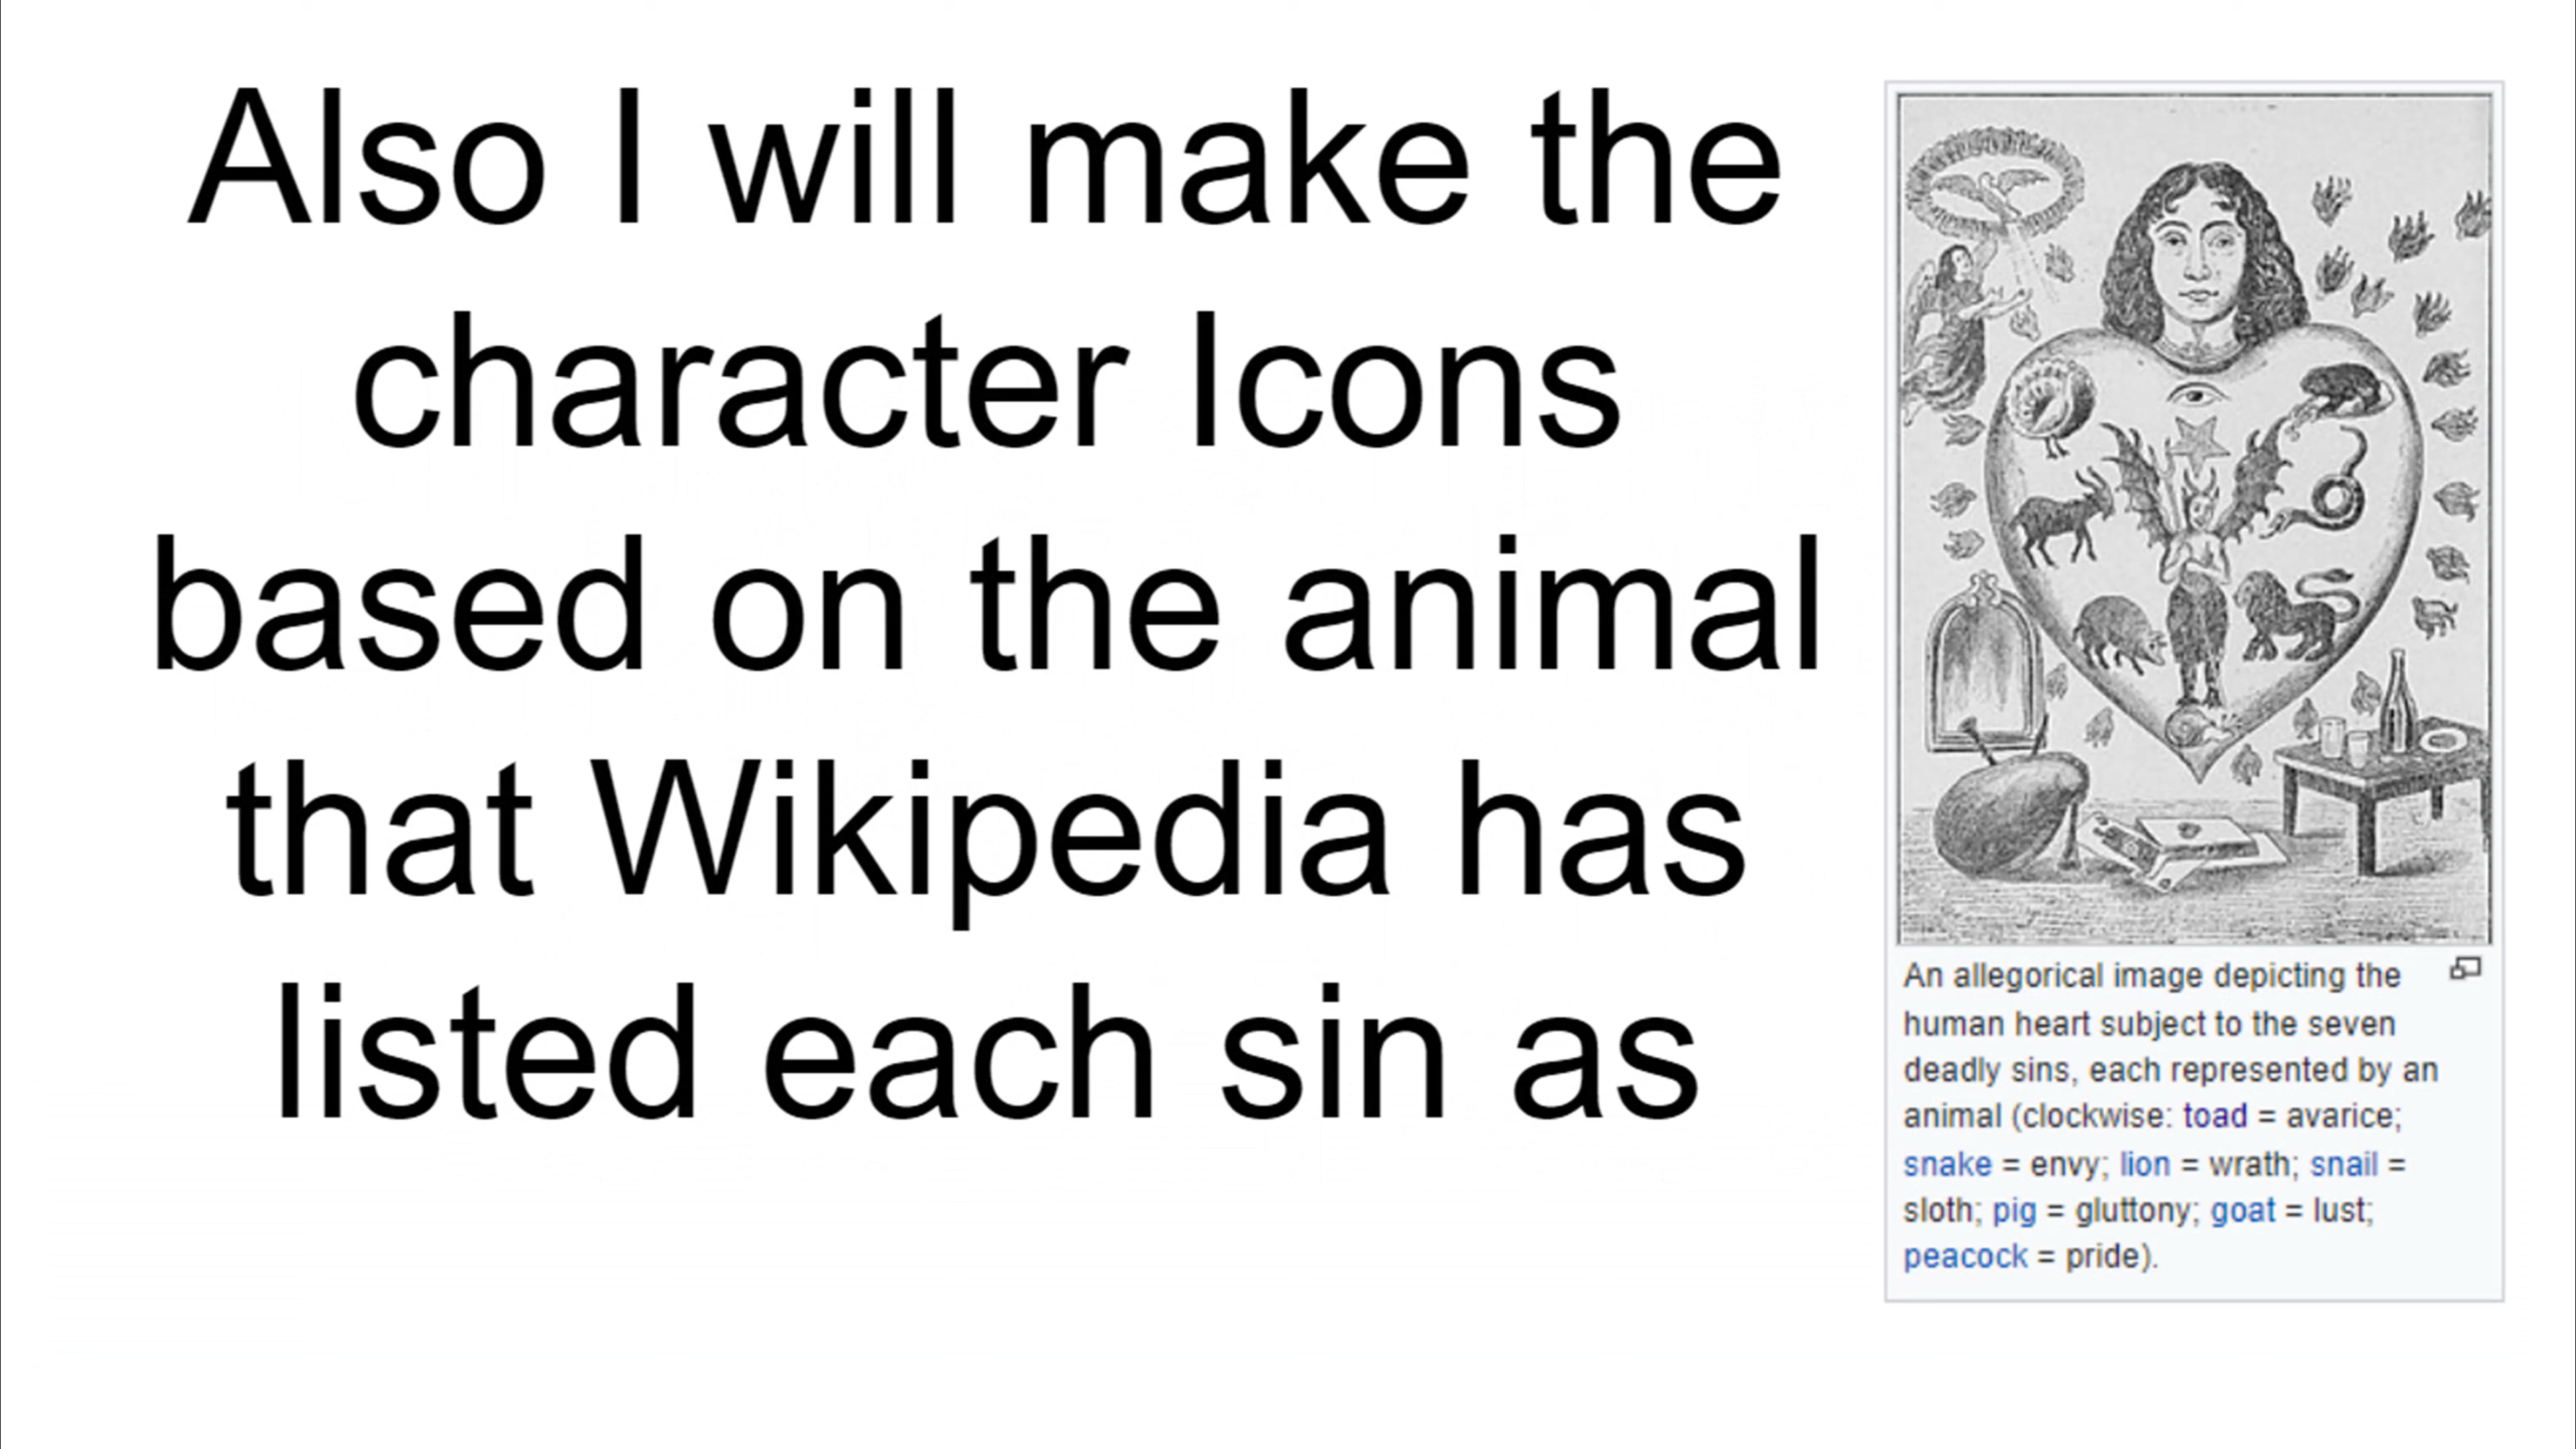 Also I will make the
character Icons
based on the animal
that Wikipedia has
listed each sin as
An allegorical image depicting the
human heart subject to the seven
deadly sins, each represented by an
animal (clockwise: toad = avarice;
snake = envy; lion = wrath; snail =
sloth; pig = gluttony; goat = lust;
peacock = pride).